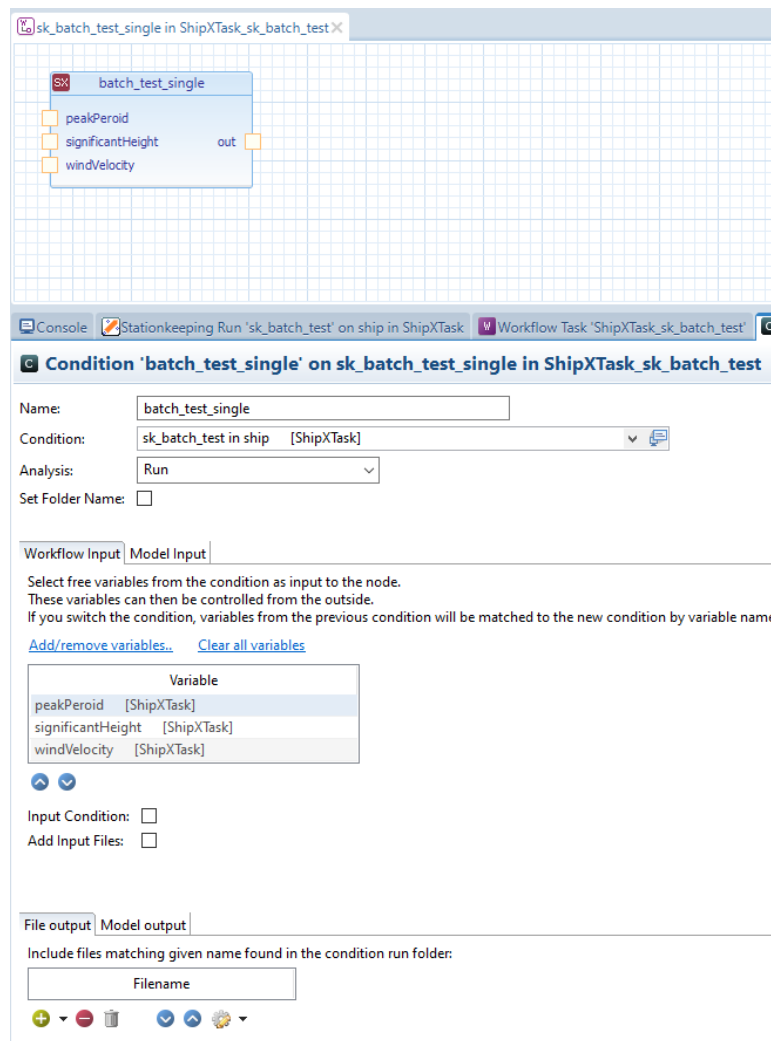 sk_batch_test_single in ShipXTask_sk_batch_test
SX batch_test_single
peakPeroid
significantHeight out
windVelocity
Console Stationkeeping Run 'sk_batch_test' on ship in ShipXTask W Workflow Task 'ShipXTask_sk_batch_test' C
C Condition 'batch_test_single' on sk_batch_test_single in ShipXTask_sk_batch_test
Name: batch_test_single
Condition: sk_batch_test in ship [ShipXTask]
Analysis: Run
Set Folder Name:
Workflow Input Model Input
Select free variables from the condition as input to the node.
These variables can then be controlled from the outside.
If you switch the condition, variables from the previous condition will be matched to the new condition by variable name
Add/remove variables.. Clear all variables
Variable
peakPeroid [ShipXTask]
significantHeight [ShipXTask]
windVelocity [ShipXTask]
Input Condition:
Add Input Files:
File output Model output
Include files matching given name found in the condition run folder:
Filename